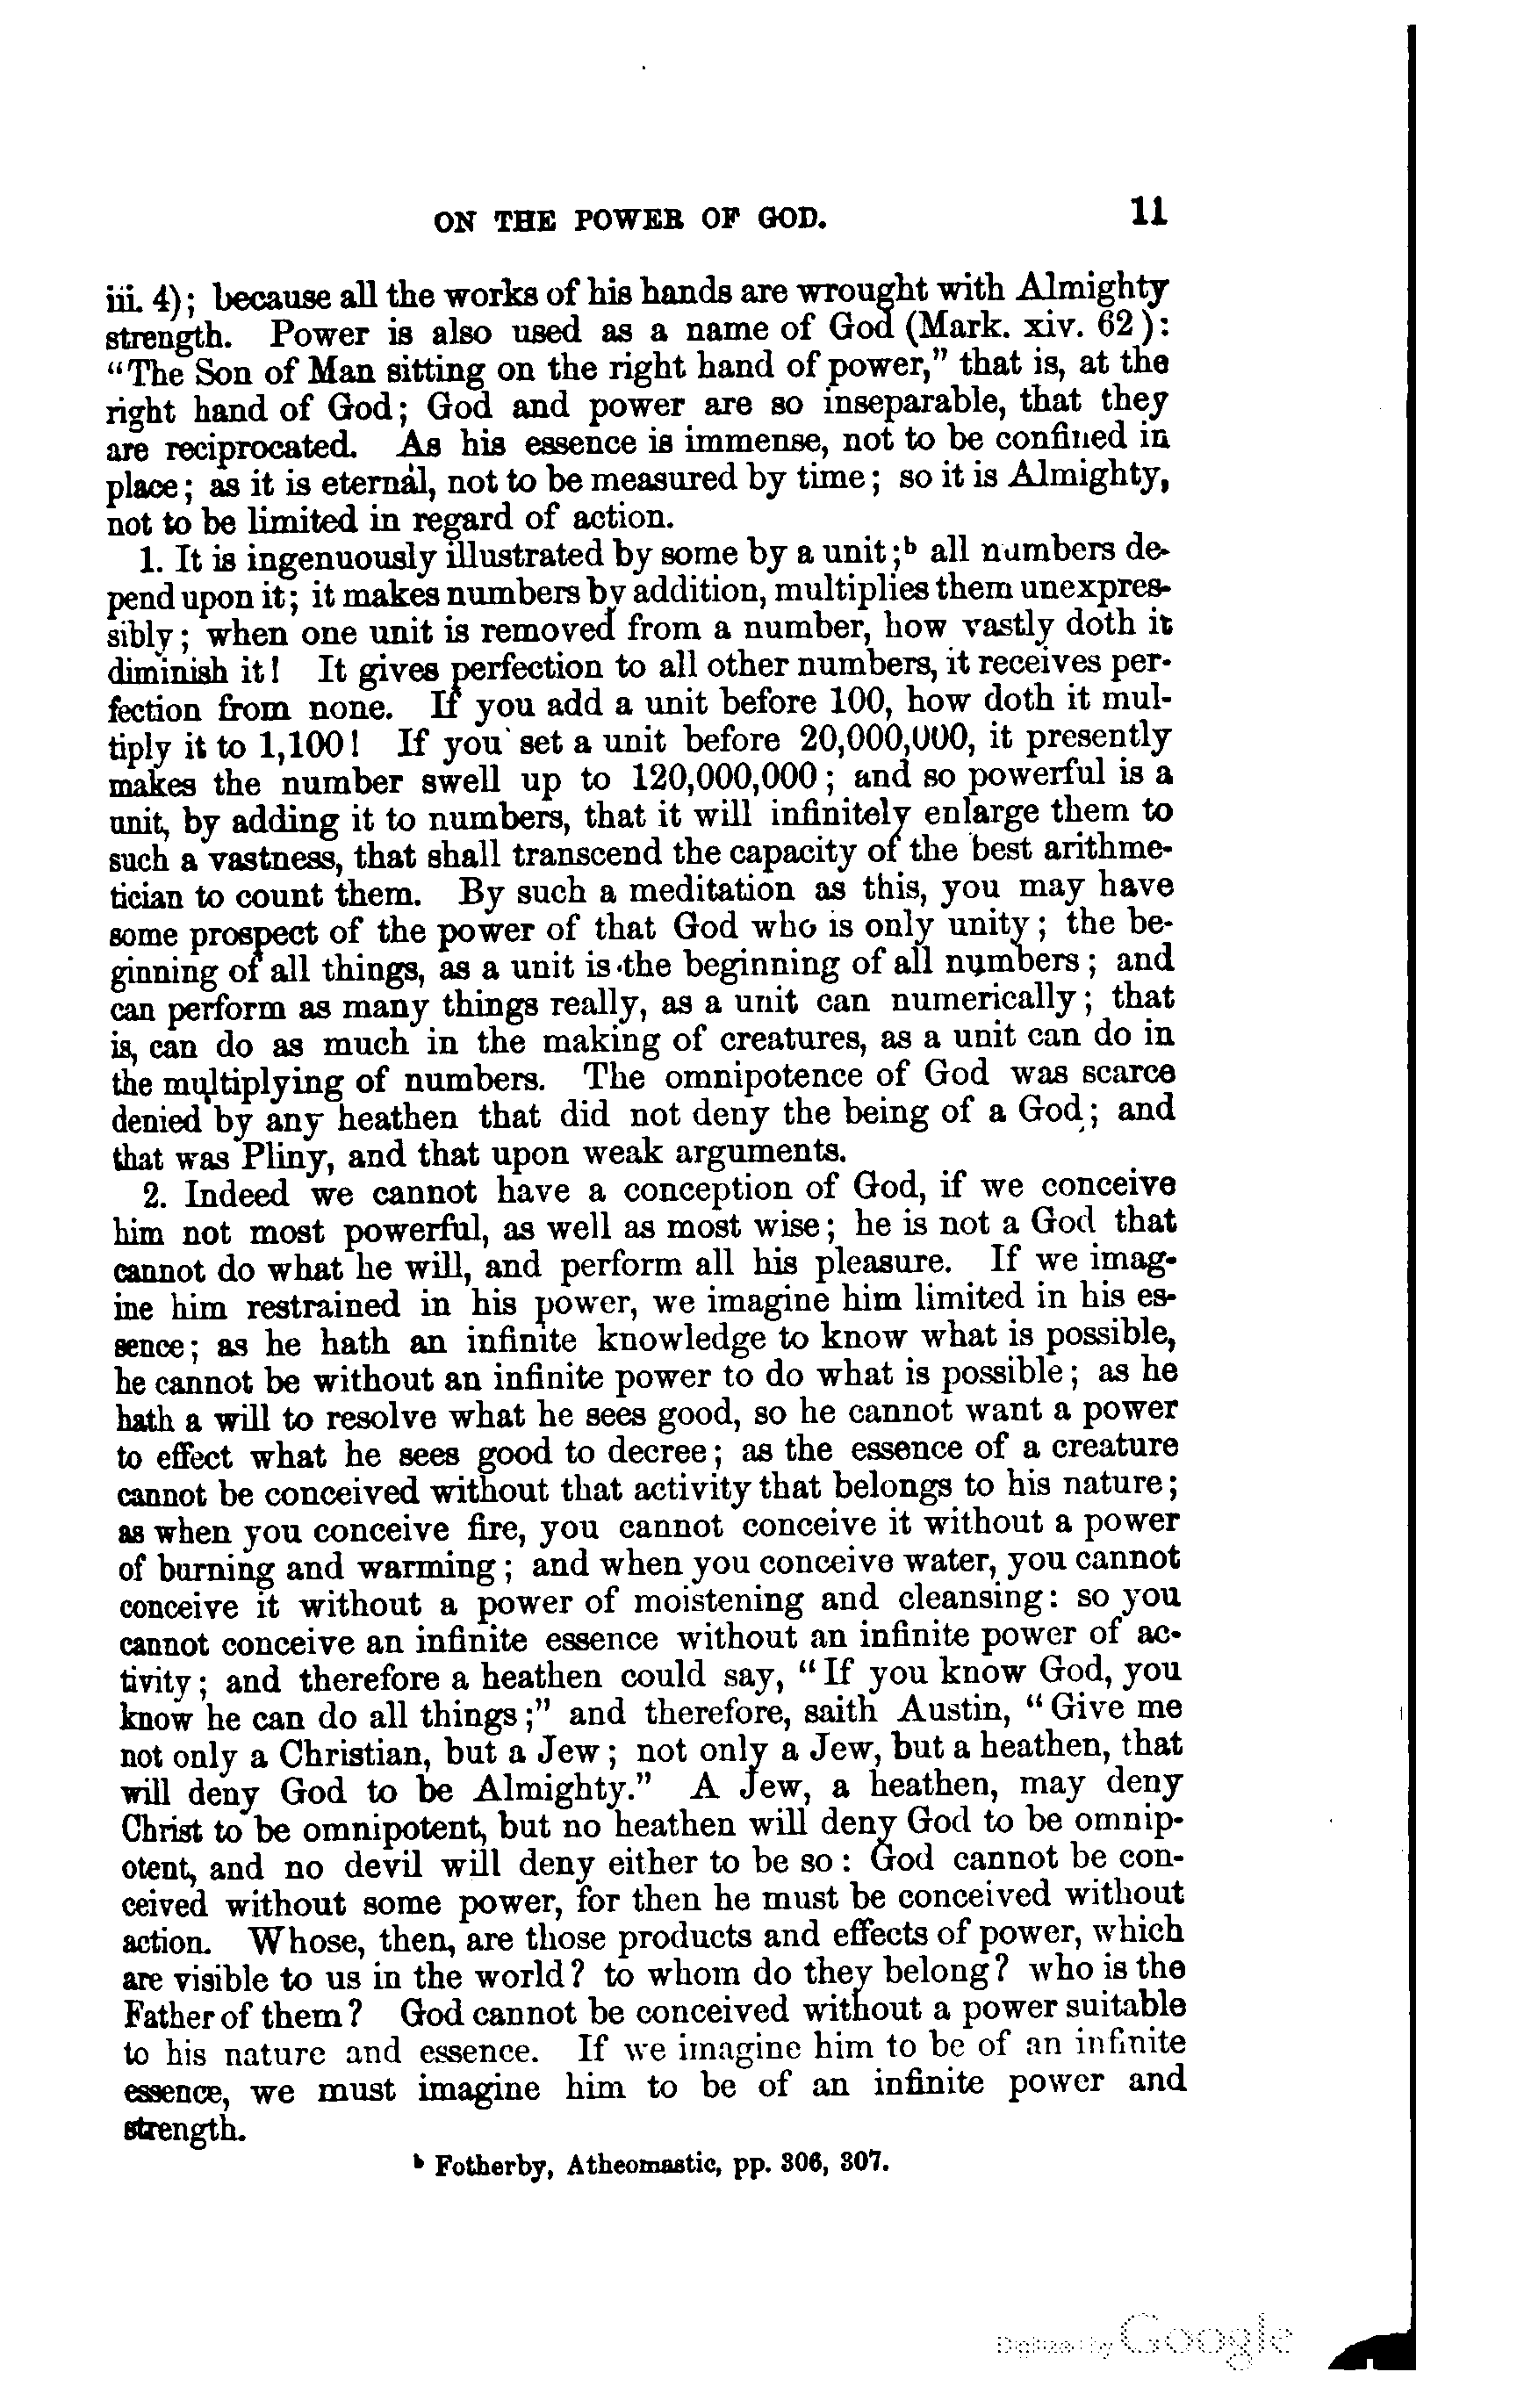 ON THE POWER OF GOD. 11
iii. 4); because all the works of his hands are wrought with Almighty
strength. Power is also used as a name of God (Mark. xiv. 62):
“The Son of Man sitting on the right hand of power,” that is, at the
right hand of God; God and power are so inseparable, that they
are reciprocated. As his essence is immense, not to be confined in
place; as it is eternal, not to be measured by time; so it is Almighty,
not to be limited in regard of action.
1. It is ingenuously illustrated by some by a unit;ᵇ all numbers de-
pend upon it; it makes numbers by addition, multiplies them unexpres-
sibly; when one unit is removed from a number, how vastly doth it
diminish it! It gives perfection to all other numbers, it receives per-
fection from none. If you add a unit before 100, how doth it mul-
tiply it to 1,100! If you set a unit before 20,000,000, it presently
makes the number swell up to 120,000,000; and so powerful is a
unit, by adding it to numbers, that it will infinitely enlarge them to
such a vastness, that shall transcend the capacity of the best arithme-
tician to count them. By such a meditation as this, you may have
some prospect of the power of that God who is only unity; the be-
ginning of all things, as a unit is the beginning of all numbers; and
can perform as many things really, as a unit can numerically; that
is, can do as much in the making of creatures, as a unit can do in
the multiplying of numbers. The omnipotence of God was scarce
denied by any heathen that did not deny the being of a God; and
that was Pliny, and that upon weak arguments.
2. Indeed we cannot have a conception of God, if we conceive
him not most powerful, as well as most wise; he is not a God that
cannot do what he will, and perform all his pleasure. If we imag-
ine him restrained in his power, we imagine him limited in his es-
sence; as he hath an infinite knowledge to know what is possible,
he cannot be without an infinite power to do what is possible; as he
hath a will to resolve what he sees good, so he cannot want a power
to effect what he sees good to decree; as the essence of a creature
cannot be conceived without that activity that belongs to his nature;
as when you conceive fire, you cannot conceive it without a power
of burning and warming; and when you conceive water, you cannot
conceive it without a power of moistening and cleansing: so you
cannot conceive an infinite essence without an infinite power of ac-
tivity; and therefore a heathen could say, “If you know God, you
know he can do all things;” and therefore, saith Austin, “Give me
not only a Christian, but a Jew; not only a Jew, but a heathen, that
will deny God to be Almighty.” A Jew, a heathen, may deny
Christ to be omnipotent, but no heathen will deny God to be omnip-
otent, and no devil will deny either to be so: God cannot be con-
ceived without some power, for then he must be conceived without
action. Whose, then, are those products and effects of power, which
are visible to us in the world? to whom do they belong? who is the
Father of them? God cannot be conceived without a power suitable
to his nature and essence. If we imagine him to be of an infinite
essence, we must imagine him to be of an infinite power and
strength.
ᵇ Fotherby, Atheomastic, pp. 306, 307.
Digitized by Google